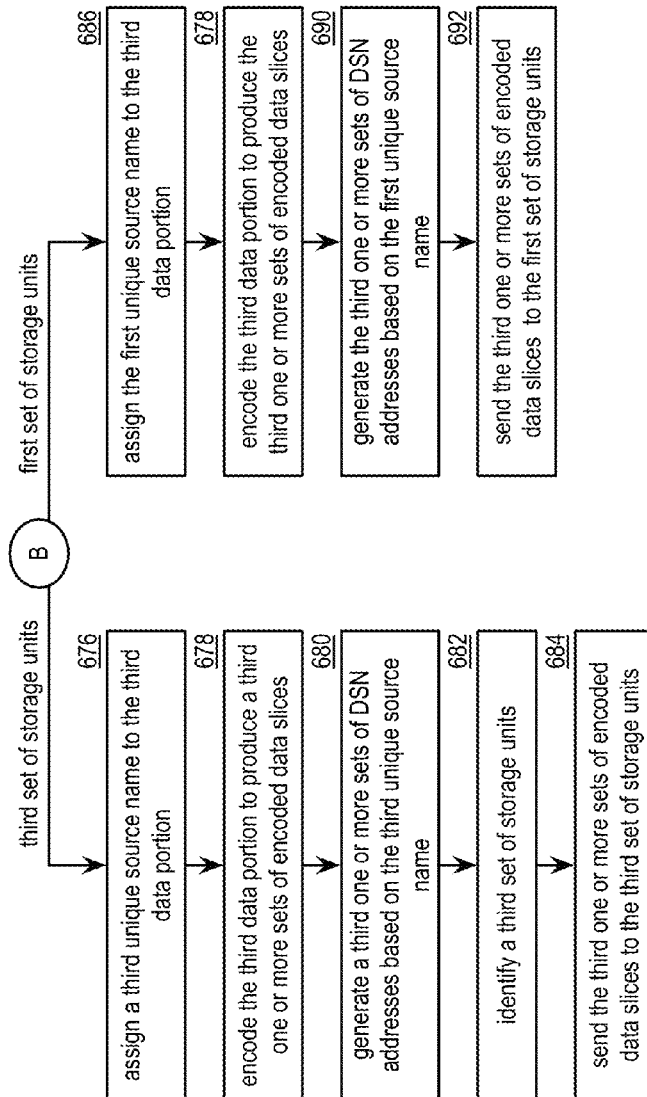 B
third set of storage units
first set of storage units
676
assign a third unique source name to the third
data portion
678
encode the third data portion to produce a third
one or more sets of encoded data slices
680
generate a third one or more sets of DSN
addresses based on the third unique source
name
682
identify a third set of storage units
684
send the third one or more sets of encoded
data slices to the third set of storage units
686
assign the first unique source name to the third
data portion
678
encode the third data portion to produce the
third one or more sets of encoded data slices
690
generate the third one or more sets of DSN
addresses based on the first unique source
name
692
send the third one or more sets of encoded
data slices to the first set of storage units